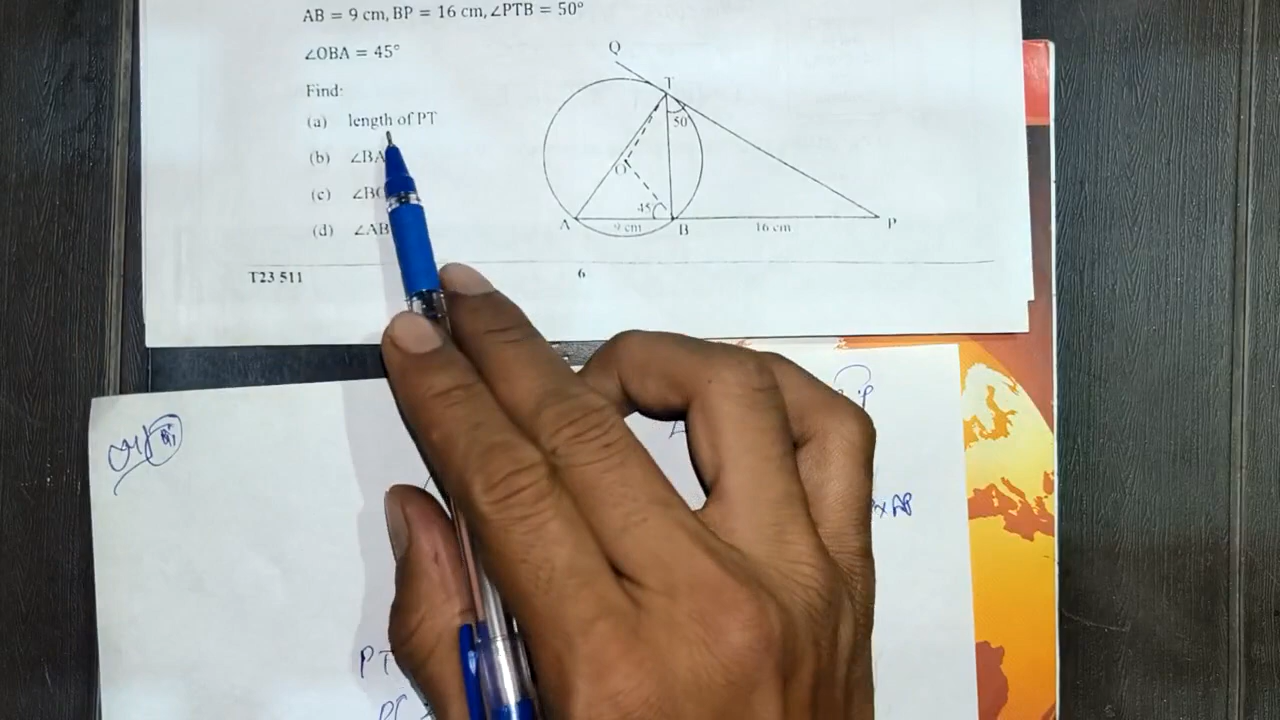 AB = 9 cm, BP = 16 cm, ∠PTB = 50°
∠OBA = 45°
Find:
(a) length of PT
(b) ∠BA
(c) ∠BO
(d) ∠AB
Q
T
50
O
45
A
9 cm
B
16 cm
P
T23 511
6
PT